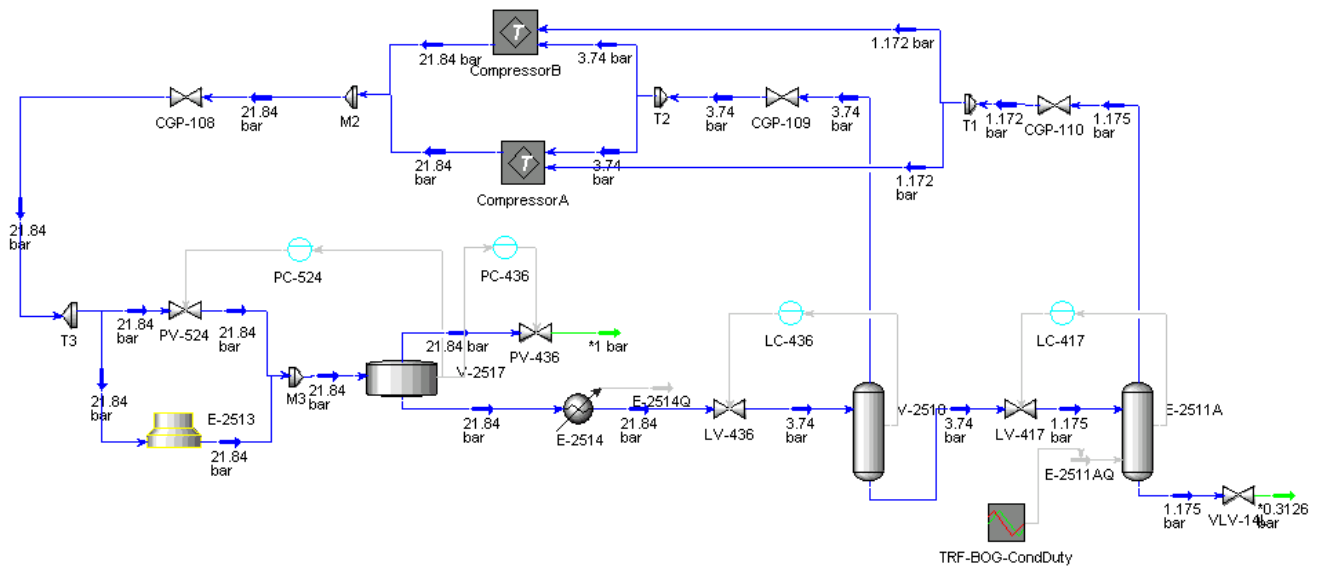 1.172 bar
21.84 bar
3.74 bar
CompressorB
21.84
bar
CGP-108
M2
T2
3.74
bar
CGP-109
3.74
bar
T1
1.172
bar
CGP-110
1.175
bar
21.84
bar
3.74
bar
1.172
bar
CompressorA
21.84
bar
PC-524
PC-436
LC-436
LC-417
T3
21.84
bar
PV-524
21.84
bar
21.84 bar
PV-436
*1 bar
M3
21.84
bar
V-2517
E-2514Q
21.84
bar
E-2513
21.84
bar
21.84
bar
E-2514
21.84
bar
LV-436
3.74
bar
V-2510
3.74
bar
LV-417
1.175
bar
E-2511A
E-2511AQ
1.175
bar
VLV-14
*0.3126
bar
TRF-BOG-CondDuty